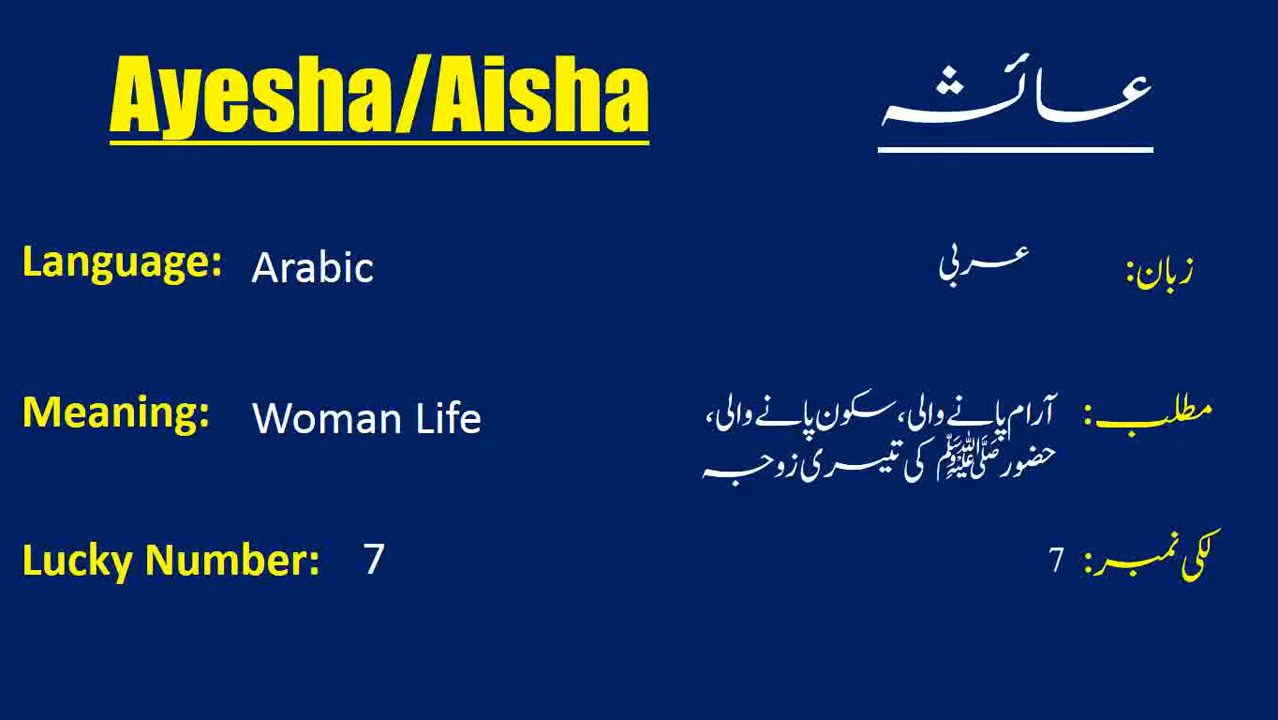 Ayesha/Aisha عائشہ
Language: Arabic زبان: عربی
Meaning: Woman Life مطلب: آرام پانے والی، سکون پانے والی،
حضور ﷺ کی تیسری زوجہ
Lucky Number: 7 لکی نمبر: 7